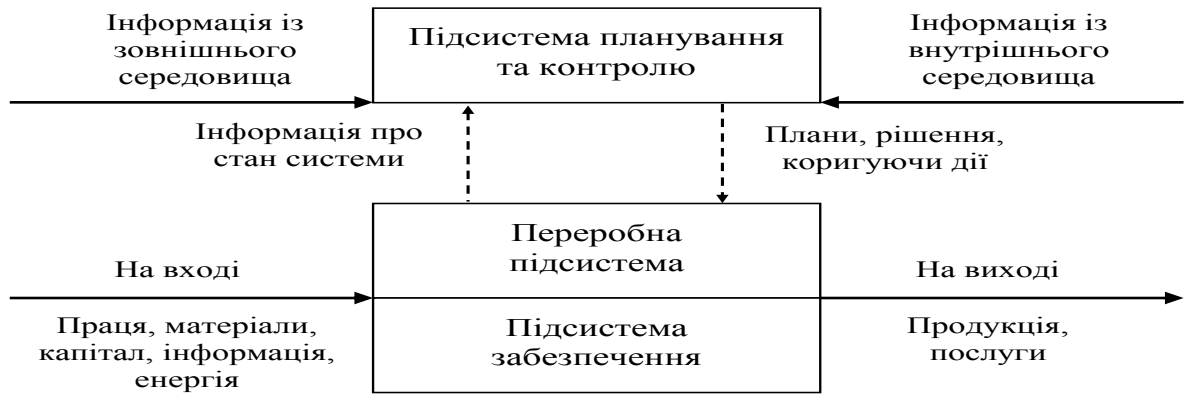 Інформація із
зовнішнього
середовища
Підсистема планування
та контролю
Інформація із
внутрішнього
середовища
Інформація про
стан системи
Плани, рішення,
коригуючи дії
Переробна
підсистема
На вході
На виході
Праця, матеріали,
капітал, інформація,
енергія
Підсистема
забезпечення
Продукція,
послуги